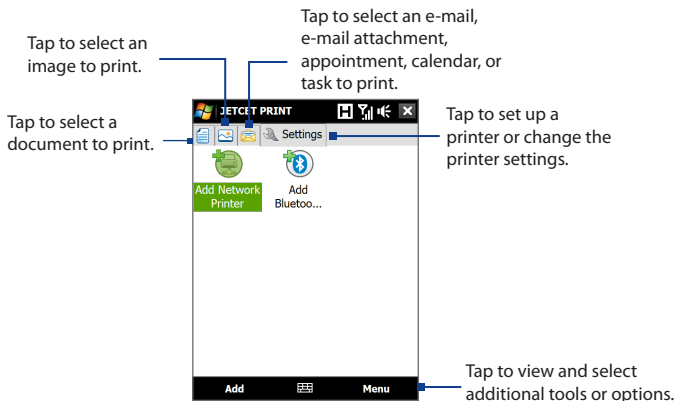 Tap to select an e-mail,
e-mail attachment,
appointment, calendar, or
task to print.
Tap to select an
image to print.
Tap to select a
document to print.
JETCET PRINT
H
Settings
Tap to set up a
printer or change the
printer settings.
Add Network
Printer
Add
Bluetoo...
Add
Menu
Tap to view and select
additional tools or options.